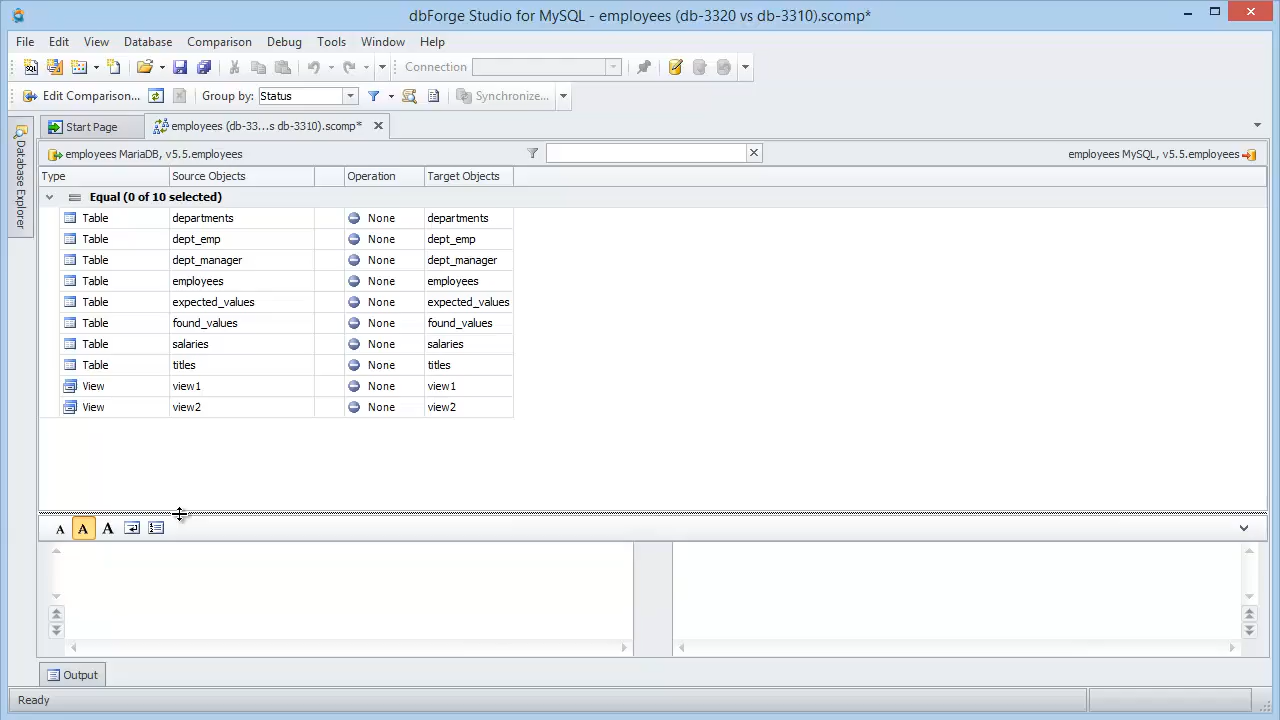 dbForge Studio for MySQL - employees (db-3320 vs db-3310).scomp*
File Edit View Database Comparison Debug Tools Window Help
Connection
Edit Comparison... Group by: Status Synchronize...
Start Page employees (db-33...s db-3310).scomp*
Database Explorer
employees MariaDB, v5.5.employees employees MySQL, v5.5.employees
Type Source Objects Operation Target Objects
Equal (0 of 10 selected)
Table departments None departments
Table dept_emp None dept_emp
Table dept_manager None dept_manager
Table employees None employees
Table expected_values None expected_values
Table found_values None found_values
Table salaries None salaries
Table titles None titles
View view1 None view1
View view2 None view2
A A A
Output
Ready